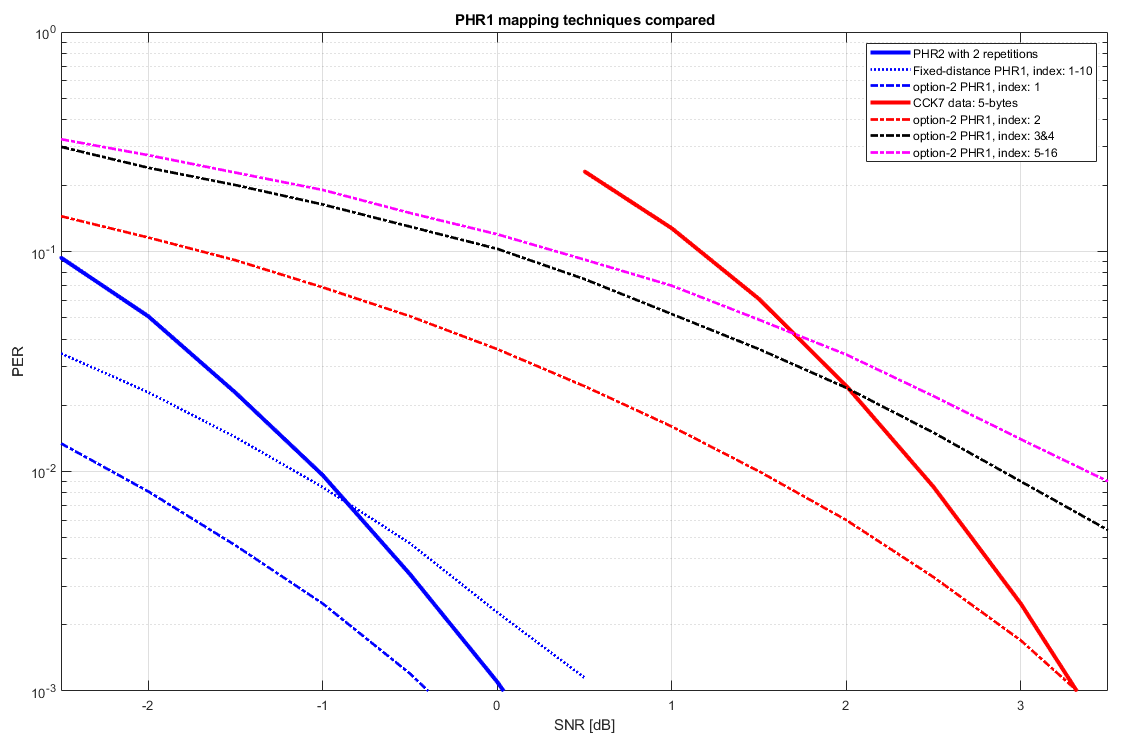 PHR1 mapping techniques compared
10^0
PHR2 with 2 repetitions
Fixed-distance PHR1, index: 1-10
option-2 PHR1, index: 1
CCK7 data: 5-bytes
option-2 PHR1, index: 2
option-2 PHR1, index: 3&4
option-2 PHR1, index: 5-16
10^-1
PER
10^-2
10^-3
-2 -1 0 1 2 3
SNR [dB]